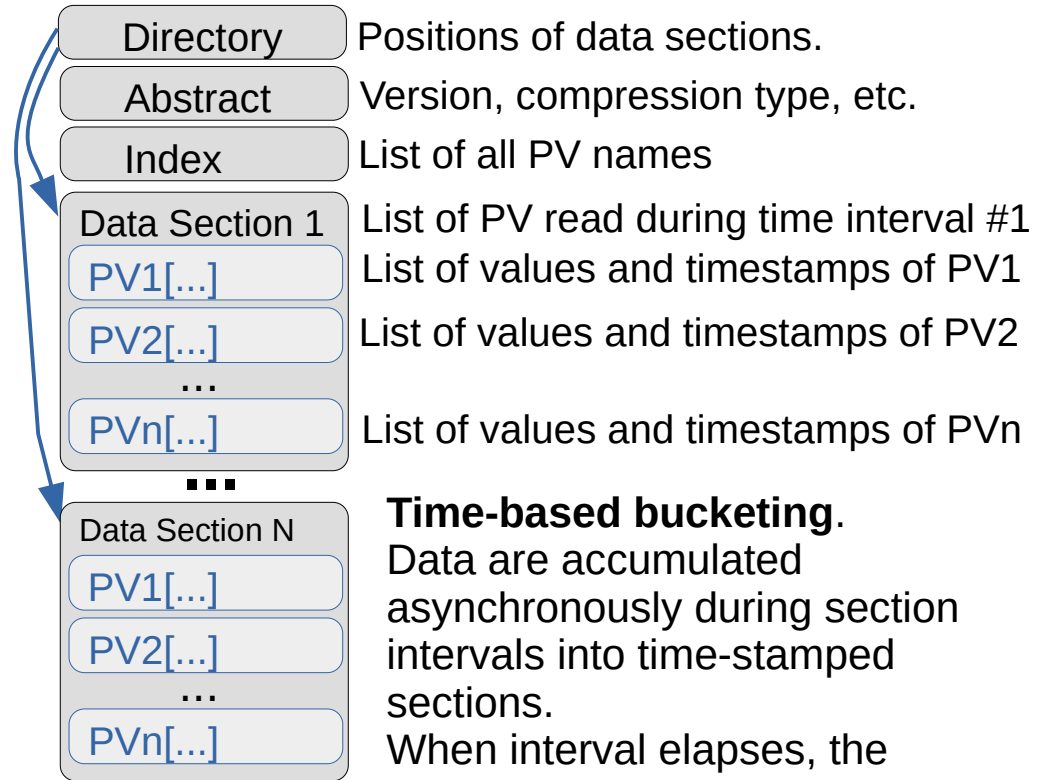 Directory Positions of data sections.
Abstract Version, compression type, etc.
Index List of all PV names
Data Section 1 List of PV read during time interval #1
PV1[...] List of values and timestamps of PV1
PV2[...] List of values and timestamps of PV2
...
PVn[...] List of values and timestamps of PVn
...
Data Section N
PV1[...]
PV2[...]
...
PVn[...]
Time-based bucketing.
Data are accumulated
asynchronously during section
intervals into time-stamped
sections.
When interval elapses, the